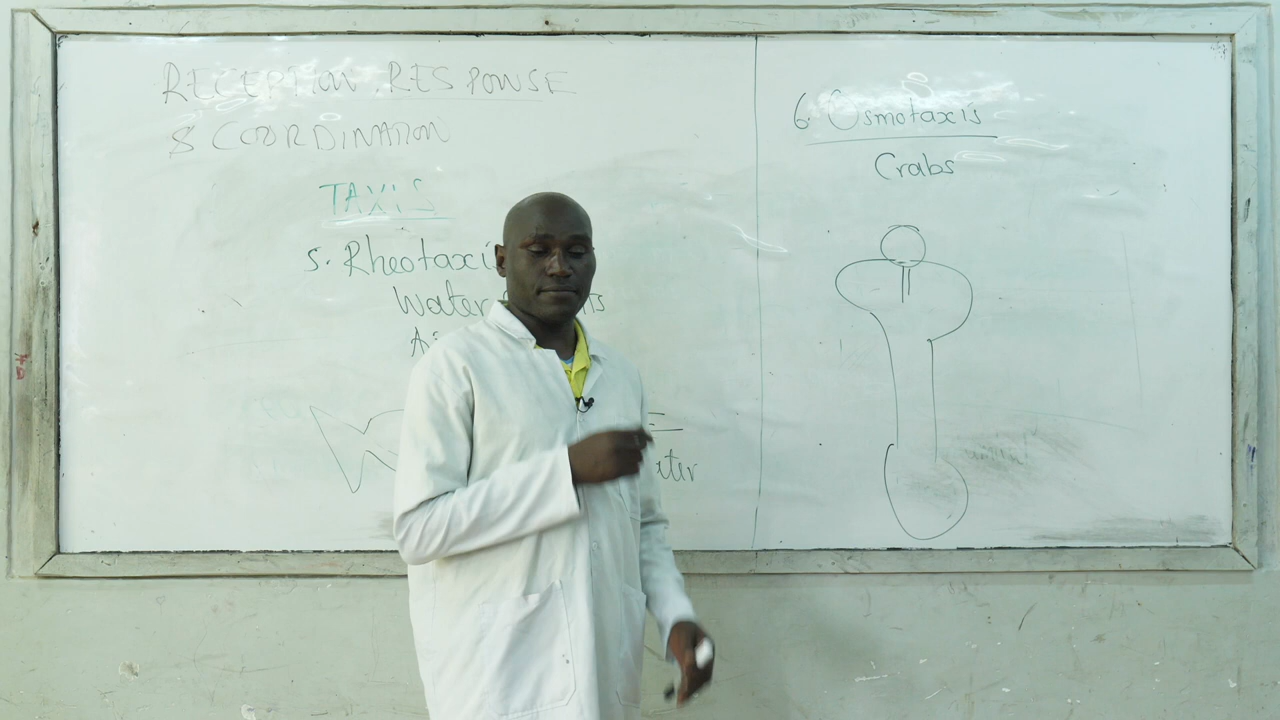 RECEPTION, RESPONSE
& COORDINATION
TAXIS
5. Rheotaxis
Water
6. Osmotaxis
Crabs